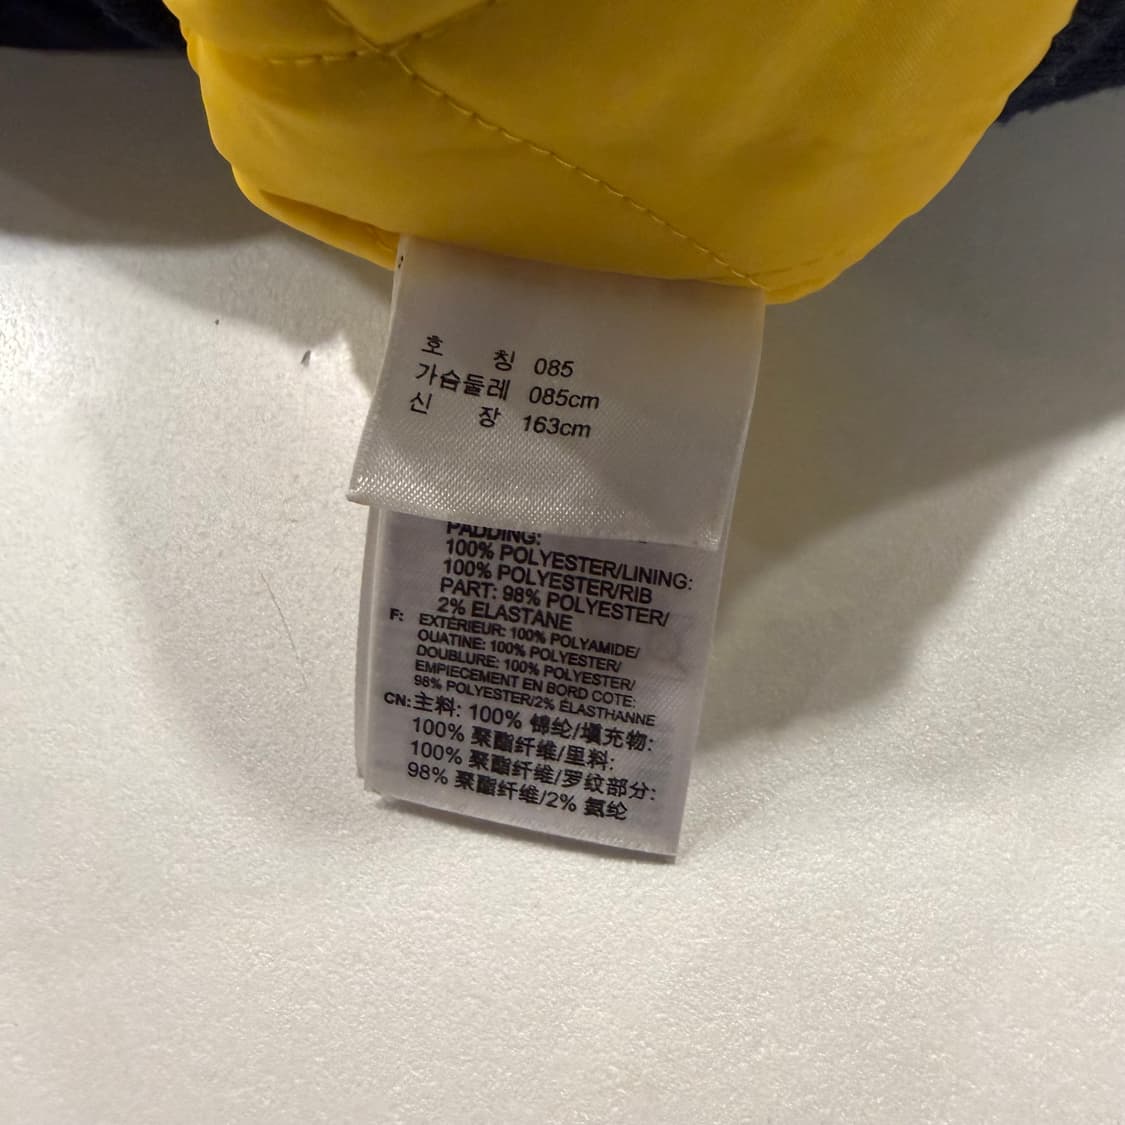 호 칭 085
가슴둘레 085cm
신 장 163cm
PADDING:
100% POLYESTER/LINING:
100% POLYESTER/RIB
PART: 98% POLYESTER/
2% ELASTANE
F: EXTÉRIEUR: 100% POLYAMIDE/
OUATINE: 100% POLYESTER/
DOUBLURE: 100% POLYESTER/
EMPIECEMENT EN BORD COTE:
98% POLYESTER/2% ÉLASTHANNE
CN: 主料: 100% 锦纶/填充物:
100% 聚酯纤维/里料:
100% 聚酯纤维/罗纹部分:
98% 聚酯纤维/2% 氨纶